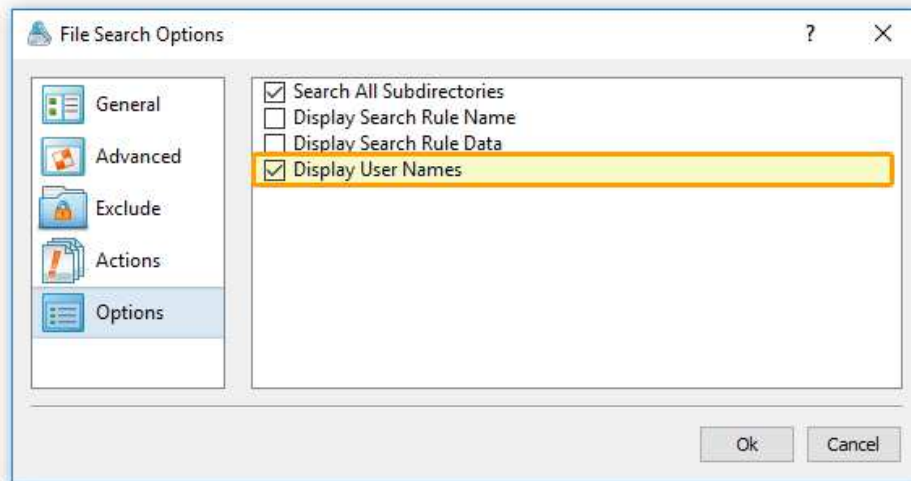 File Search Options
?
General
Advanced
Exclude
Actions
Options
Search All Subdirectories
Display Search Rule Name
Display Search Rule Data
Display User Names
Ok
Cancel